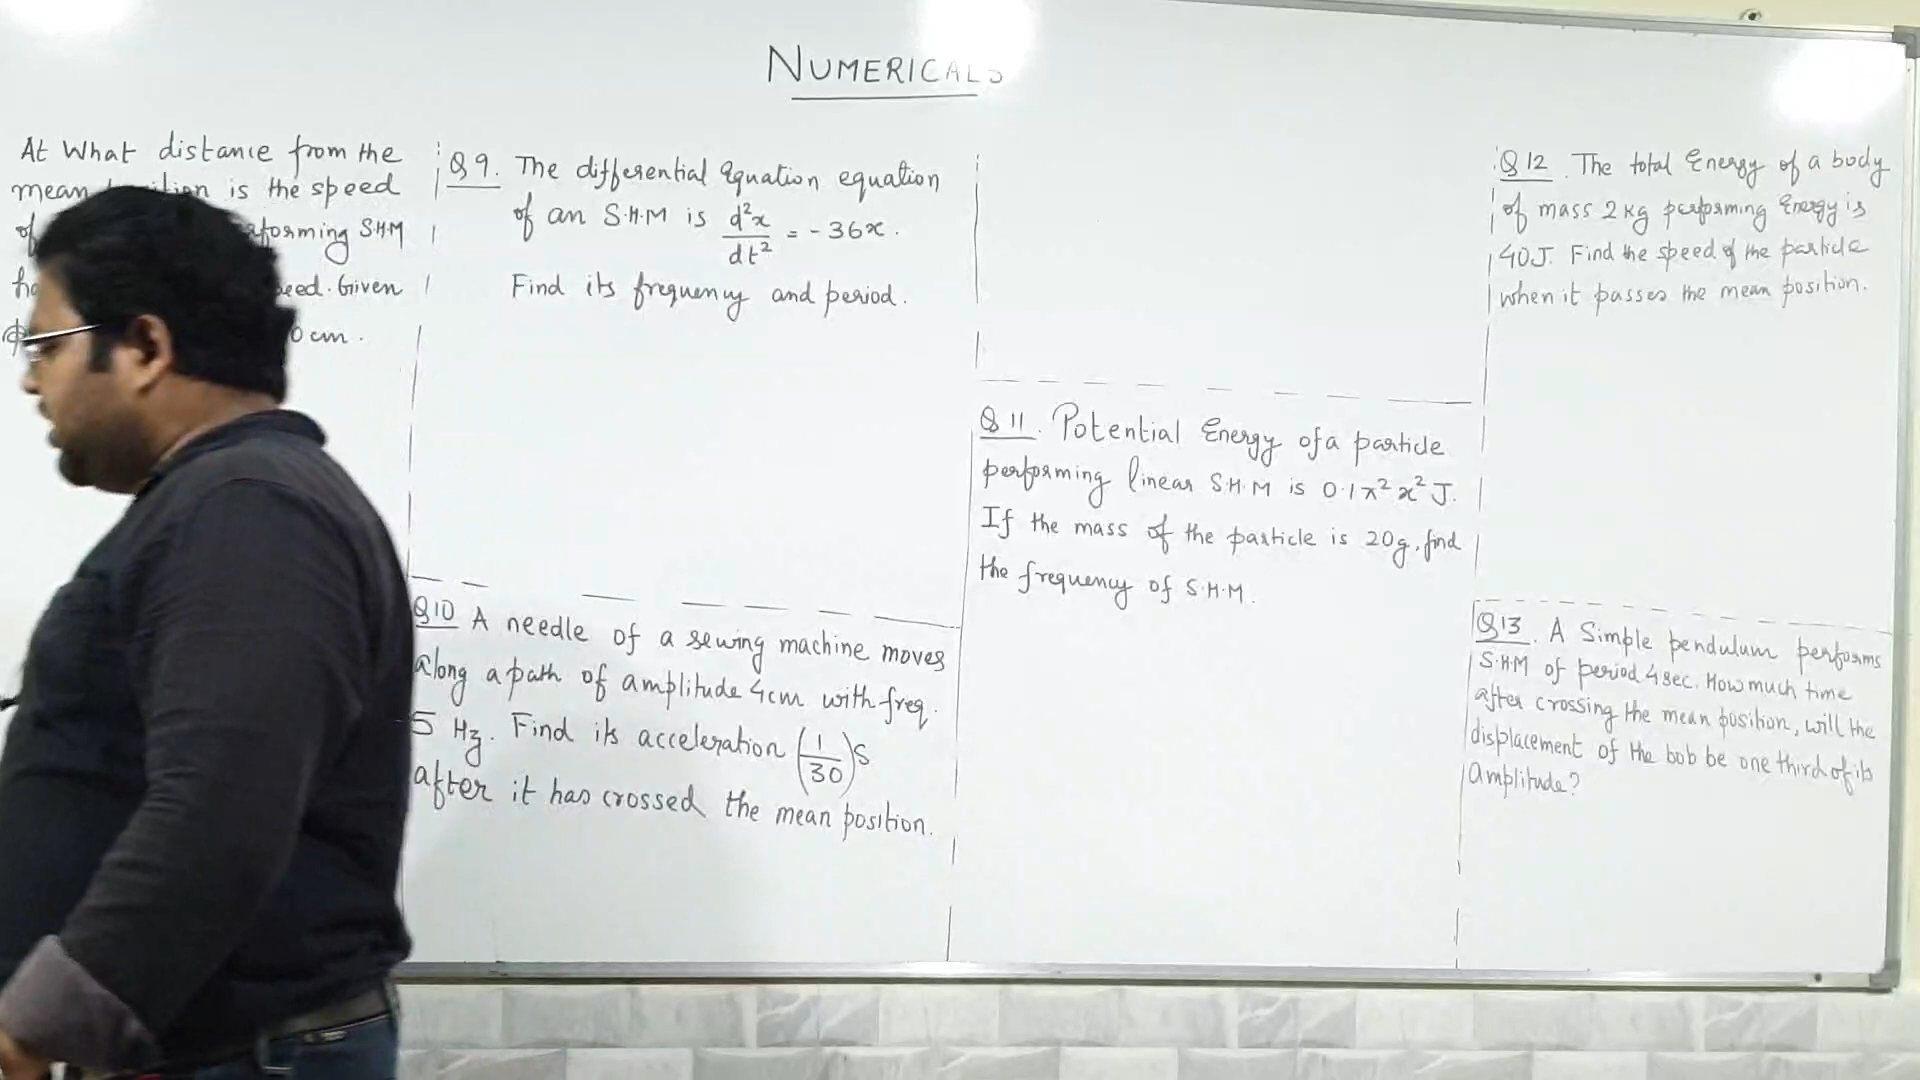 NUMERICALS
At What distance from the
mean position is the speed
of performing S.H.M
speed. Given
0 cm.
Q 9. The differential Equation equation
of an S.H.M is d²x/dt² = - 36x.
Find its frequency and period.
Q10 A needle of a sewing machine moves
along a path of amplitude 4cm with freq.
5 Hz. Find its acceleration (1/30)s
after it has crossed the mean position.
Q 11. Potential Energy of a particle
performing linear S.H.M is 0.1π² x² J.
If the mass of the particle is 20g, find
the frequency of S.H.M.
Q 12. The total Energy of a body
of mass 2 kg performing Energy is
40J. Find the speed of the particle
when it passes the mean position.
Q13. A Simple pendulum performs
S.H.M of period 4 sec. How much time
after crossing the mean position, will the
displacement of the bob be one third of its
Amplitude?